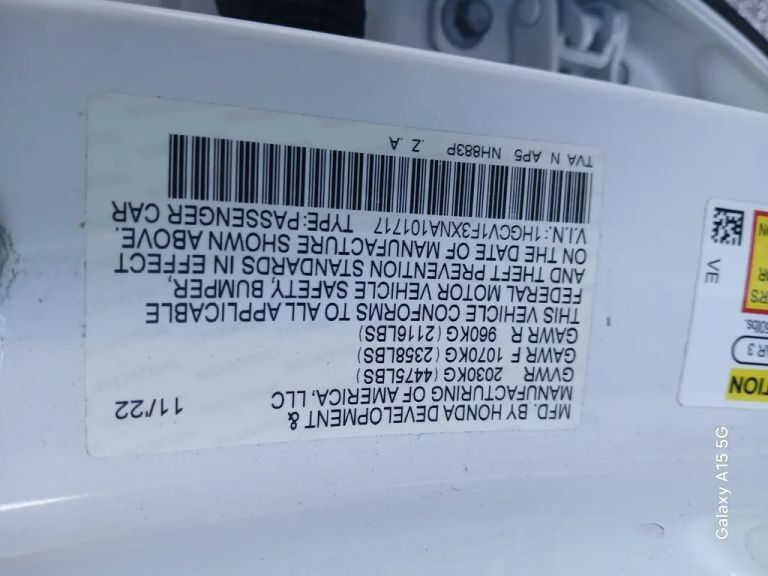 MFD. BY HONDA DEVELOPMENT &
MANUFACTURING OF AMERICA, LLC 11/22
GVWR 2030KG (4475LBS)
GAWR F 1070KG (2358LBS)
GAWR R 960KG (2116LBS)
THIS VEHICLE CONFORMS TO ALL APPLICABLE
FEDERAL MOTOR VEHICLE SAFETY, BUMPER,
AND THEFT PREVENTION STANDARDS IN EFFECT
ON THE DATE OF MANUFACTURE SHOWN ABOVE.
V.I.N.: 1HGCV1F3XNA101717 TYPE:PASSENGER CAR
TVA N AP5 NH883P .Z .A
VE
Galaxy A15 5G